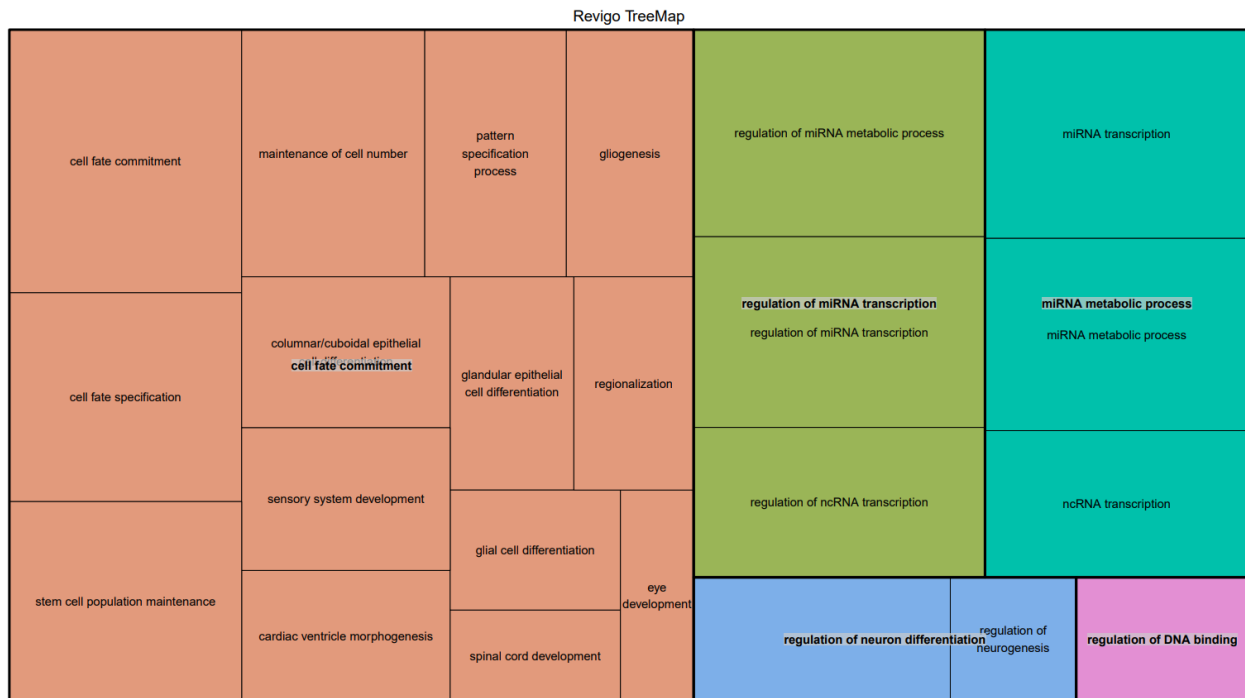 Revigo TreeMap
cell fate commitment
maintenance of cell number
pattern
specification
process
gliogenesis
regulation of miRNA metabolic process
miRNA transcription
cell fate specification
columnar/cuboidal epithelial
cell differentiation
cell fate commitment
glandular epithelial
cell differentiation
regionalization
regulation of miRNA transcription
regulation of miRNA transcription
miRNA metabolic process
miRNA metabolic process
sensory system development
stem cell population maintenance
cardiac ventricle morphogenesis
glial cell differentiation
spinal cord development
eye
development
regulation of ncRNA transcription
ncRNA transcription
regulation of neuron differentiation
regulation of
neurogenesis
regulation of DNA binding